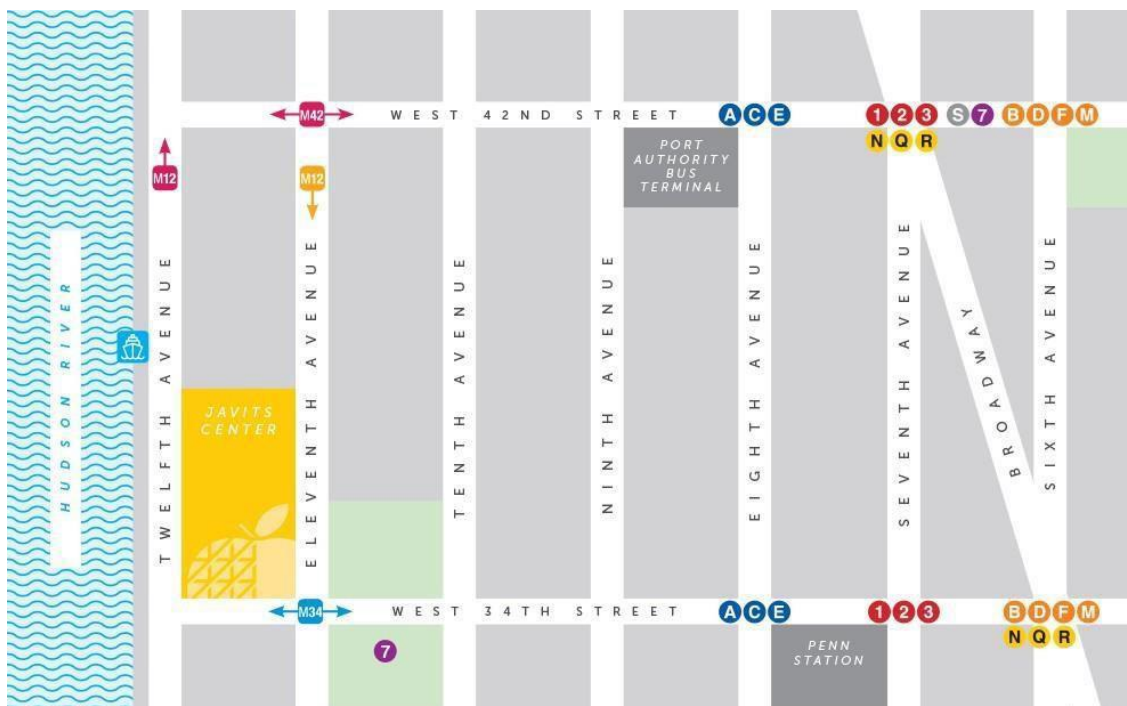 M42
WEST 42ND STREET
A C E
1 2 3
S 7
B D F M
N Q R
M12
M12
PORT
AUTHORITY
BUS
TERMINAL
HUDSON RIVER
TWELFTH AVENUE
JAVITS
CENTER
ELEVENTH AVENUE
TENTH AVENUE
NINTH AVENUE
EIGHTH AVENUE
SEVENTH AVENUE
BROADWAY
SIXTH AVENUE
M34
WEST 34TH STREET
A C E
1 2 3
B D F M
N Q R
7
PENN
STATION